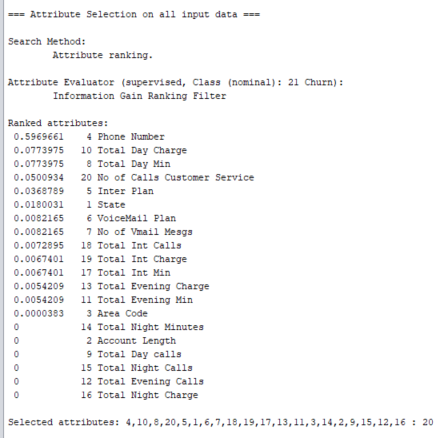 === Attribute Selection on all input data ===
Search Method:
Attribute ranking.
Attribute Evaluator (supervised, Class (nominal): 21 Churn):
Information Gain Ranking Filter
Ranked attributes:
0.5969661 4 Phone Number
0.0773975 10 Total Day Charge
0.0773975 8 Total Day Min
0.0500934 20 No of Calls Customer Service
0.0368789 5 Inter Plan
0.0180031 1 State
0.0082165 6 VoiceMail Plan
0.0082165 7 No of Vmail Mesgs
0.0072895 18 Total Int Calls
0.0067401 19 Total Int Charge
0.0067401 17 Total Int Min
0.0054209 13 Total Evening Charge
0.0054209 11 Total Evening Min
0.0000383 3 Area Code
0 14 Total Night Minutes
0 2 Account Length
0 9 Total Day calls
0 15 Total Night Calls
0 12 Total Evening Calls
0 16 Total Night Charge
Selected attributes: 4,10,8,20,5,1,6,7,18,19,17,13,11,3,14,2,9,15,12,16 : 20